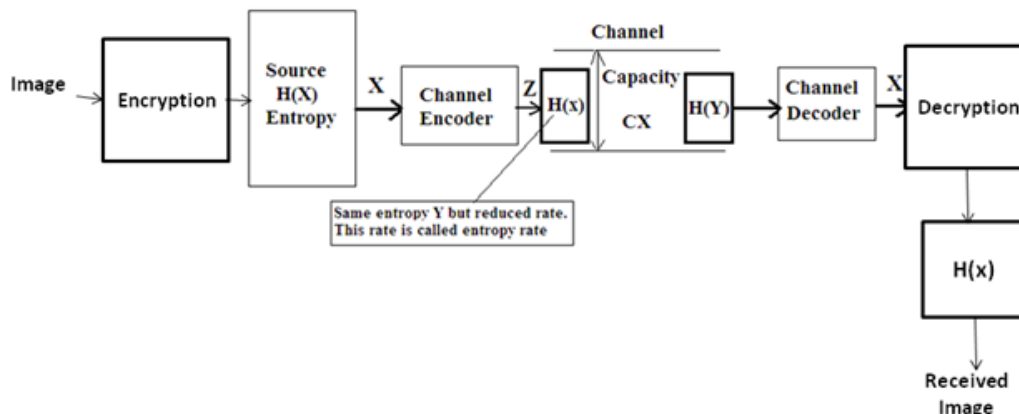 Image
Encryption
Source
H(X)
Entropy
X
Channel
Encoder
Z
H(x)
Channel
Capacity
CX
H(Y)
Same entropy Y but reduced rate.
This rate is called entropy rate
Channel
Decoder
X
Decryption
H(x)
Received
Image